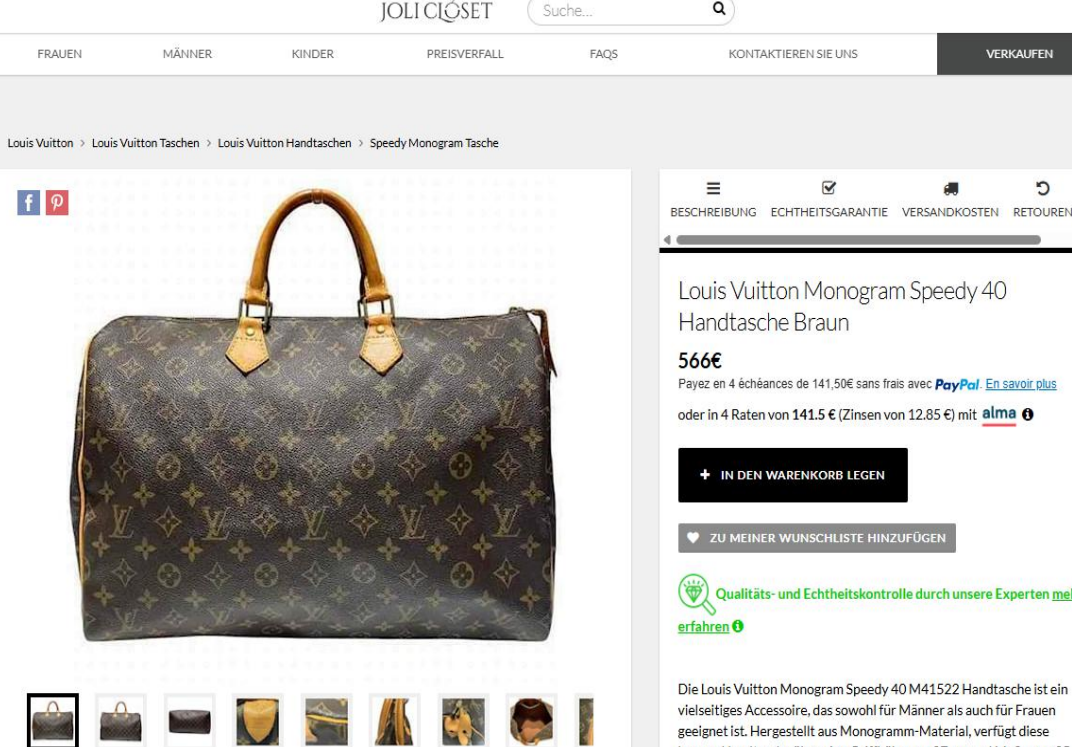 JOLI CLOSET
Suche...
FRAUEN MÄNNER KINDER PREISVERFALL FAQS KONTAKTIEREN SIE UNS VERKAUFEN
Louis Vuitton > Louis Vuitton Taschen > Louis Vuitton Handtaschen > Speedy Monogram Tasche
BESCHREIBUNG ECHTHEITSGARANTIE VERSANDKOSTEN RETOUREN
Louis Vuitton Monogram Speedy 40
Handtasche Braun
566€
Payez en 4 échéances de 141,50€ sans frais avec PayPal. En savoir plus
oder in 4 Raten von 141.5 € (Zinsen von 12.85 €) mit alma
+ IN DEN WARENKORB LEGEN
ZU MEINER WUNSCHLISTE HINZUFÜGEN
Qualitäts- und Echtheitskontrolle durch unsere Experten
erfahren
Die Louis Vuitton Monogram Speedy 40 M41522 Handtasche ist ein
vielseitiges Accessoire, das sowohl für Männer als auch für Frauen
geeignet ist. Hergestellt aus Monogramm-Material, verfügt diese